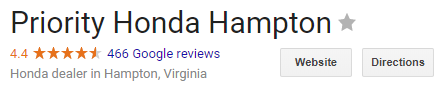 Priority Honda Hampton
4.4 466 Google reviews
Website Directions
Honda dealer in Hampton, Virginia